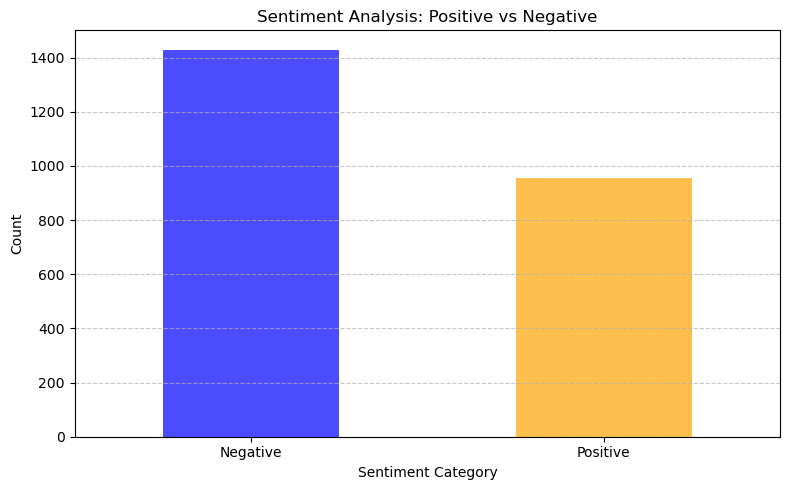 Sentiment Analysis: Positive vs Negative
1400
1200
1000
800
600
400
200
0
Count
Negative Positive
Sentiment Category